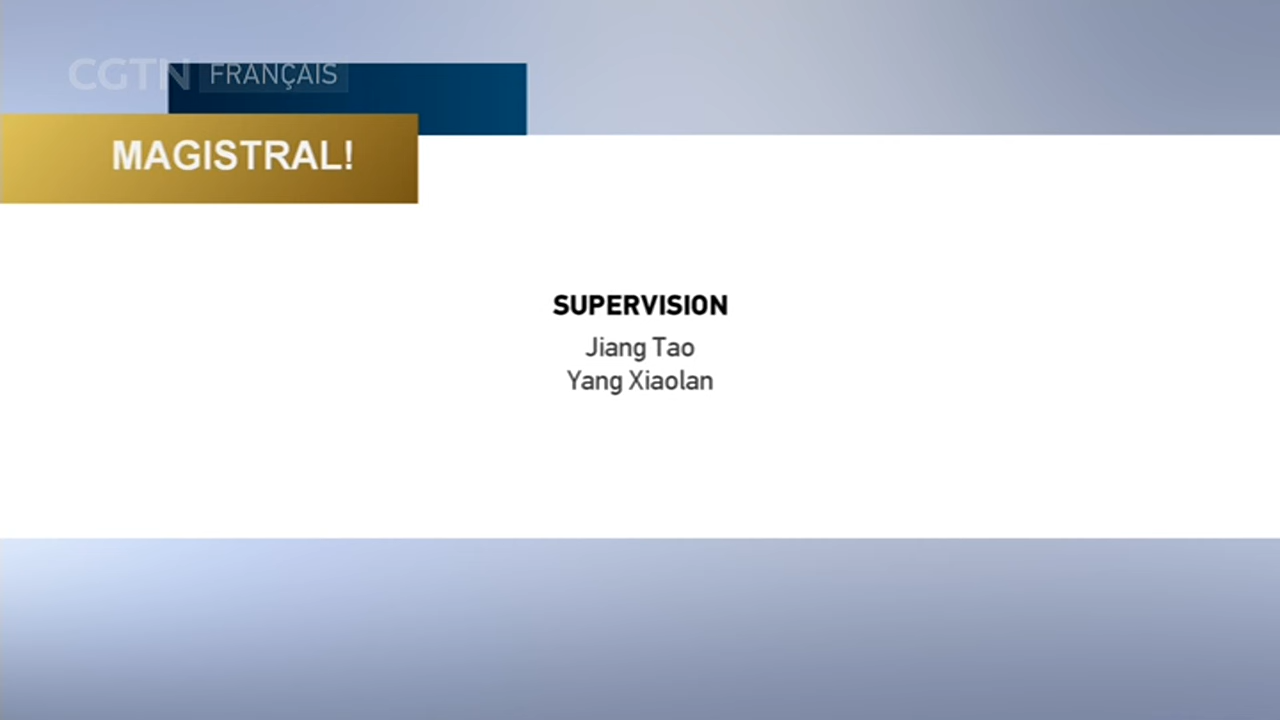 CGTN FRANÇAIS
MAGISTRAL!
SUPERVISION
Jiang Tao
Yang Xiaolan